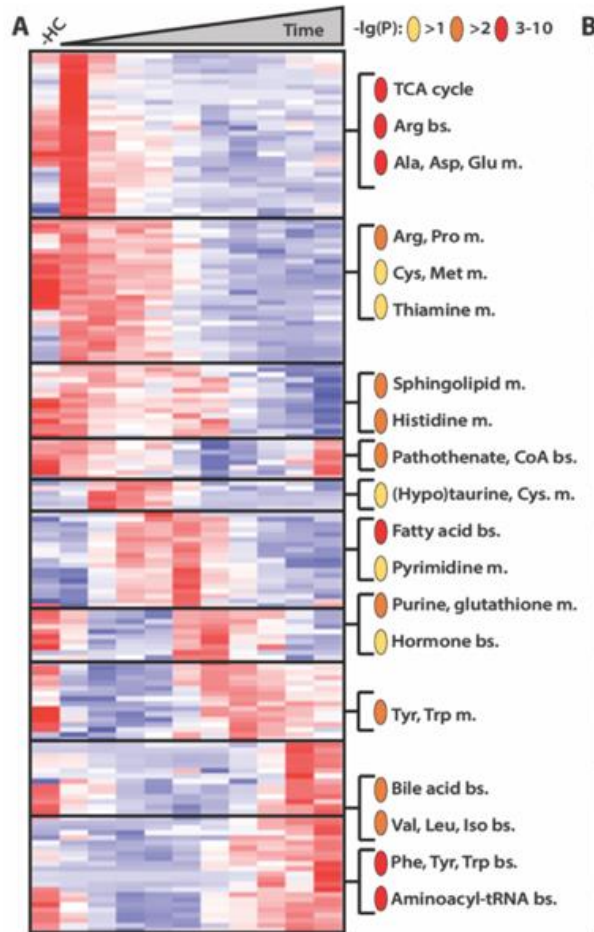 A
-HC
Time
-lg(P): >1 >2 3-10
B
TCA cycle
Arg bs.
Ala, Asp, Glu m.
Arg, Pro m.
Cys, Met m.
Thiamine m.
Sphingolipid m.
Histidine m.
Pathothenate, CoA bs.
(Hypo)taurine, Cys. m.
Fatty acid bs.
Pyrimidine m.
Purine, glutathione m.
Hormone bs.
Tyr, Trp m.
Bile acid bs.
Val, Leu, Iso bs.
Phe, Tyr, Trp bs.
Aminoacyl-tRNA bs.